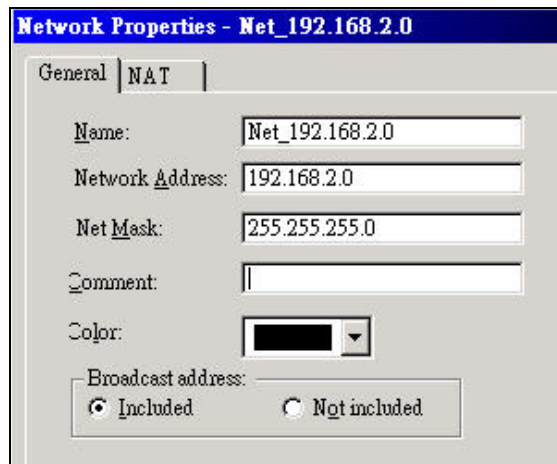 Network Properties - Net_192.168.2.0
General NAT
Name: Net_192.168.2.0
Network Address: 192.168.2.0
Net Mask: 255.255.255.0
Comment:
Color:
Broadcast address:
Included Not included